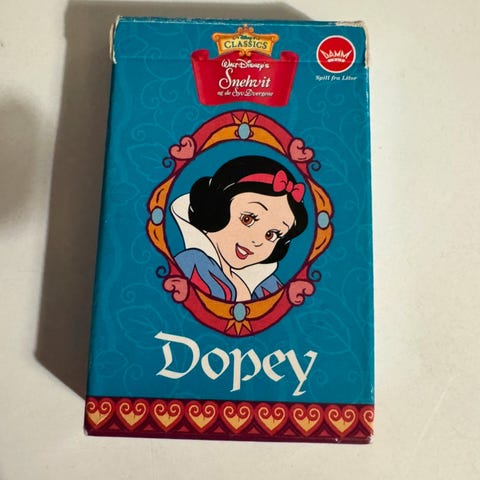 CLASSICS
Walt Disney's
Snehvit
og de Syv Dvergene
DAMM
Spill fra Litor
Dopey